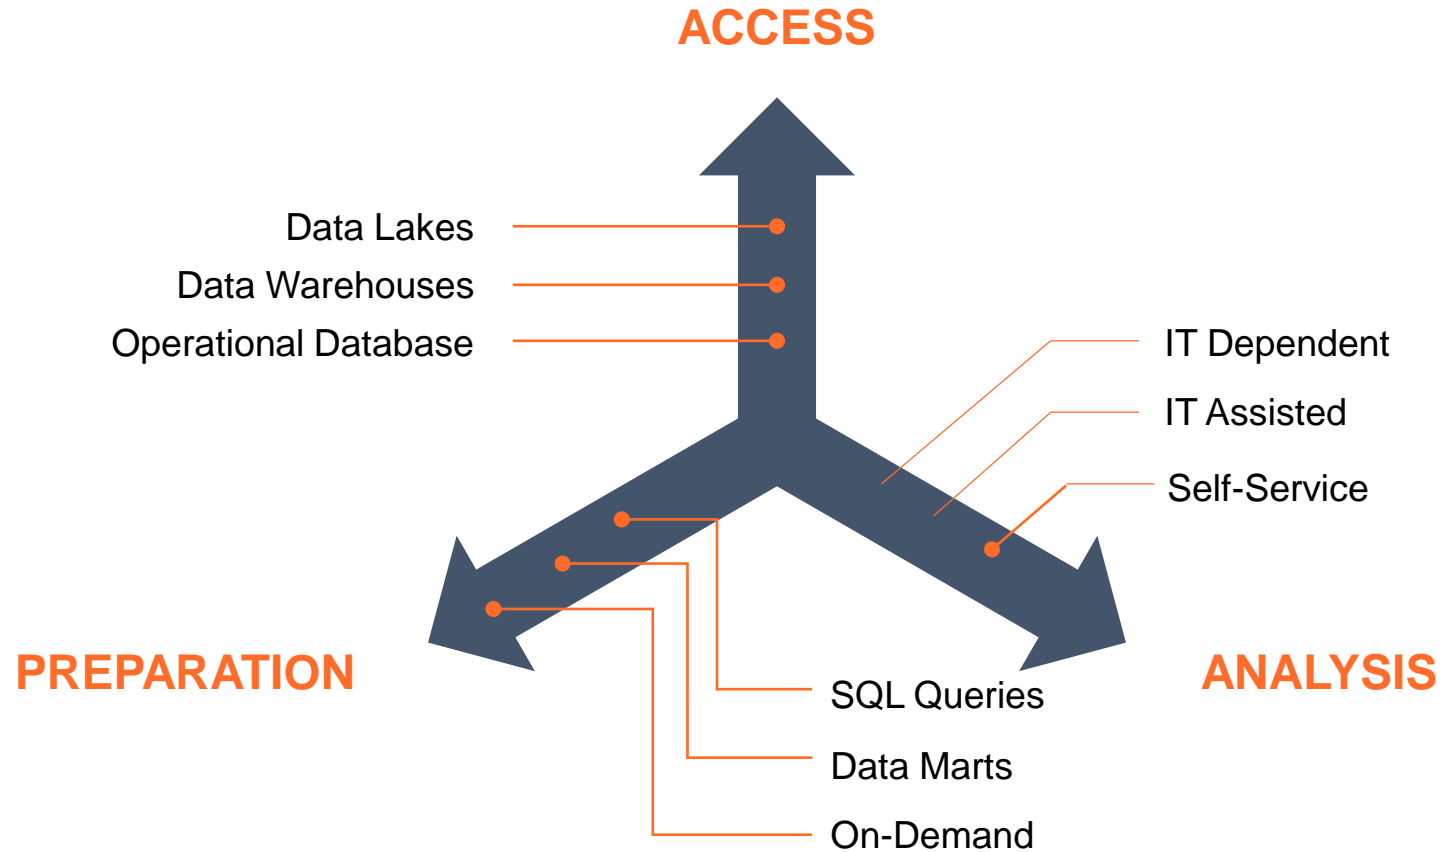 ACCESS
Data Lakes
Data Warehouses
Operational Database
IT Dependent
IT Assisted
Self-Service
PREPARATION
ANALYSIS
SQL Queries
Data Marts
On-Demand